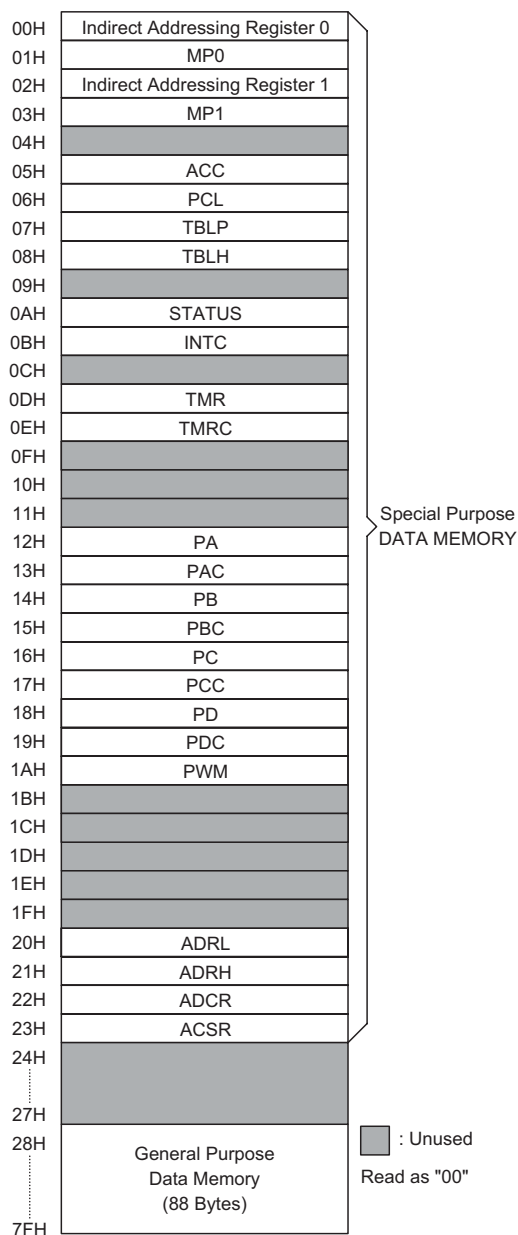 00H Indirect Addressing Register 0
01H MP0
02H Indirect Addressing Register 1
03H MP1
04H
05H ACC
06H PCL
07H TBLP
08H TBLH
09H
0AH STATUS
0BH INTC
0CH
0DH TMR
0EH TMRC
0FH
10H
11H
Special Purpose
DATA MEMORY
12H PA
13H PAC
14H PB
15H PBC
16H PC
17H PCC
18H PD
19H PDC
1AH PWM
1BH
1CH
1DH
1EH
1FH
20H ADRL
21H ADRH
22H ADCR
23H ACSR
24H
27H
28H
General Purpose
Data Memory
(88 Bytes)
7FH
: Unused
Read as "00"